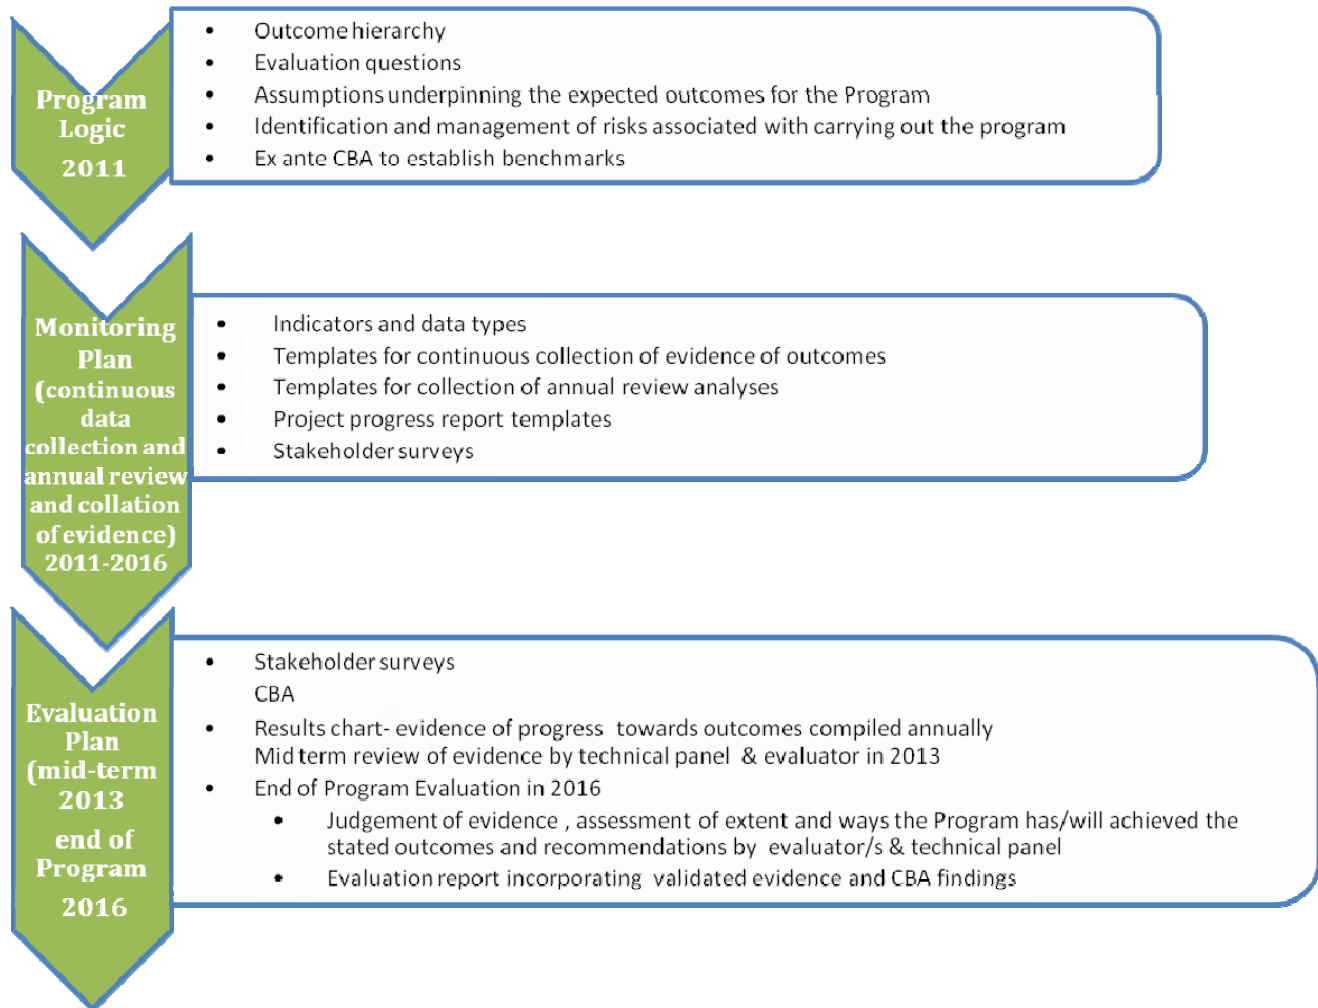 Program
Logic
2011
• Outcome hierarchy
• Evaluation questions
• Assumptions underpinning the expected outcomes for the Program
• Identification and management of risks associated with carrying out the program
• Ex ante CBA to establish benchmarks
Monitoring
Plan
(continuous
data
collection and
annual review
and collation
of evidence)
2011-2016
• Indicators and data types
• Templates for continuous collection of evidence of outcomes
• Templates for collection of annual review analyses
• Project progress report templates
• Stakeholder surveys
Evaluation
Plan
(mid-term
2013
end of
Program
2016
• Stakeholder surveys
CBA
• Results chart- evidence of progress towards outcomes compiled annually
Mid term review of evidence by technical panel & evaluator in 2013
• End of Program Evaluation in 2016
• Judgement of evidence , assessment of extent and ways the Program has/will achieved the
stated outcomes and recommendations by evaluator/s & technical panel
• Evaluation report incorporating validated evidence and CBA findings